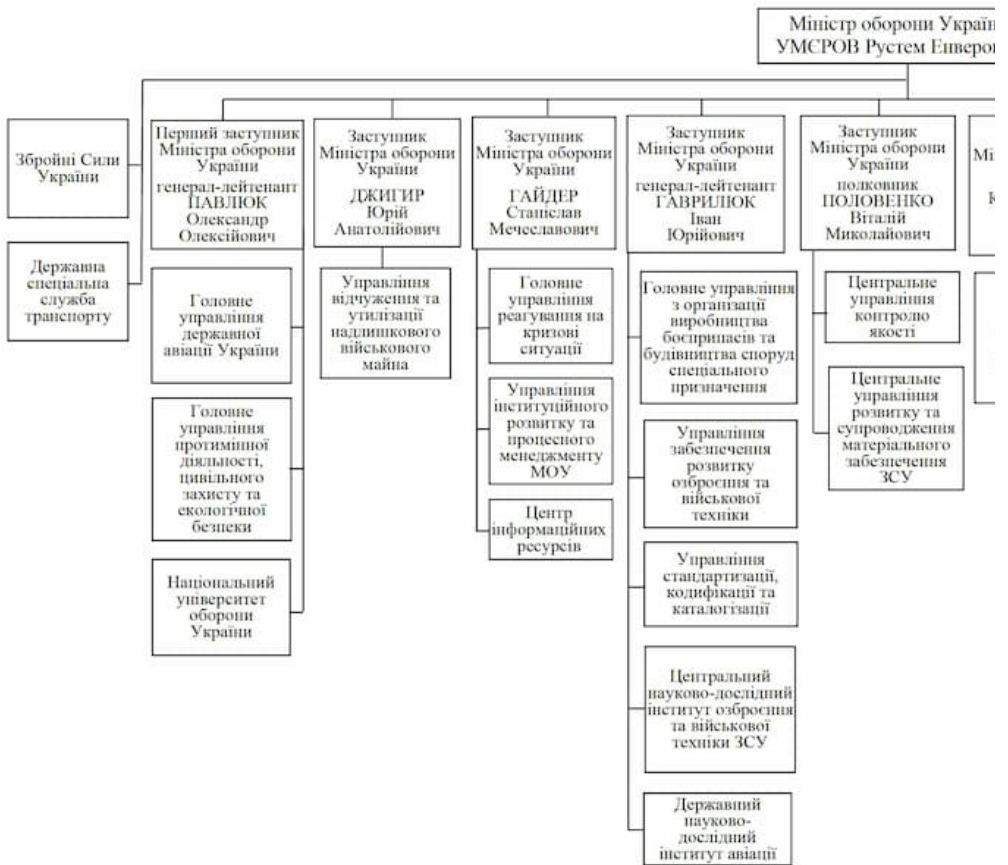 Міністр оборони Україн
УМЄРОВ Рустем Энверо
Збройні Сили
України
Державна
спеціальна
служба
транспорту
Перший заступник
Міністра оборони
України
генерал-лейтенант
ПАВЛЮК
Олександр
Олексійович
Головне
управління
державної
авіації України
Головне
управління
протимінної
діяльності,
цивільного
захисту та
екологічної
безпеки
Національний
університет
оборони
України
Заступник
Міністра оборони
України
ДЖИГИР
Юрій
Анатолійович
Управління
відчуження та
утилізації
надлишкового
військового
майна
Заступник
Міністра оборони
України
ГАЙДЕР
Станіслав
Мечеславович
Головне
управління
реагування на
кризові
ситуації
Управління
інституційного
розвитку та
процесного
менеджменту
МОУ
Центр
інформаційних
ресурсів
Заступник
Міністра оборони
України
генерал-лейтенант
ГАВРИЛЮК
Іван
Юрійович
Головне управління
з організації
виробництва
боєприпасів та
будівництва споруд
спеціального
призначення
Управління
забезпечення
розвитку
озброєння та
військової
техніки
Управління
стандартизації,
кодифікації та
каталогізації
Центральний
науково-дослідний
інститут озброєння
та військової
техніки ЗСУ
Державний
науково-
дослідний
інститут авіації
Заступник
Міністра оборони
України
полковник
ПОЛОВЕНКО
Віталій
Миколайович
Центральне
управління
контролю
якості
Центральне
управління
розвитку та
супроводження
матеріального
забезпечення
ЗСУ
Мі
К